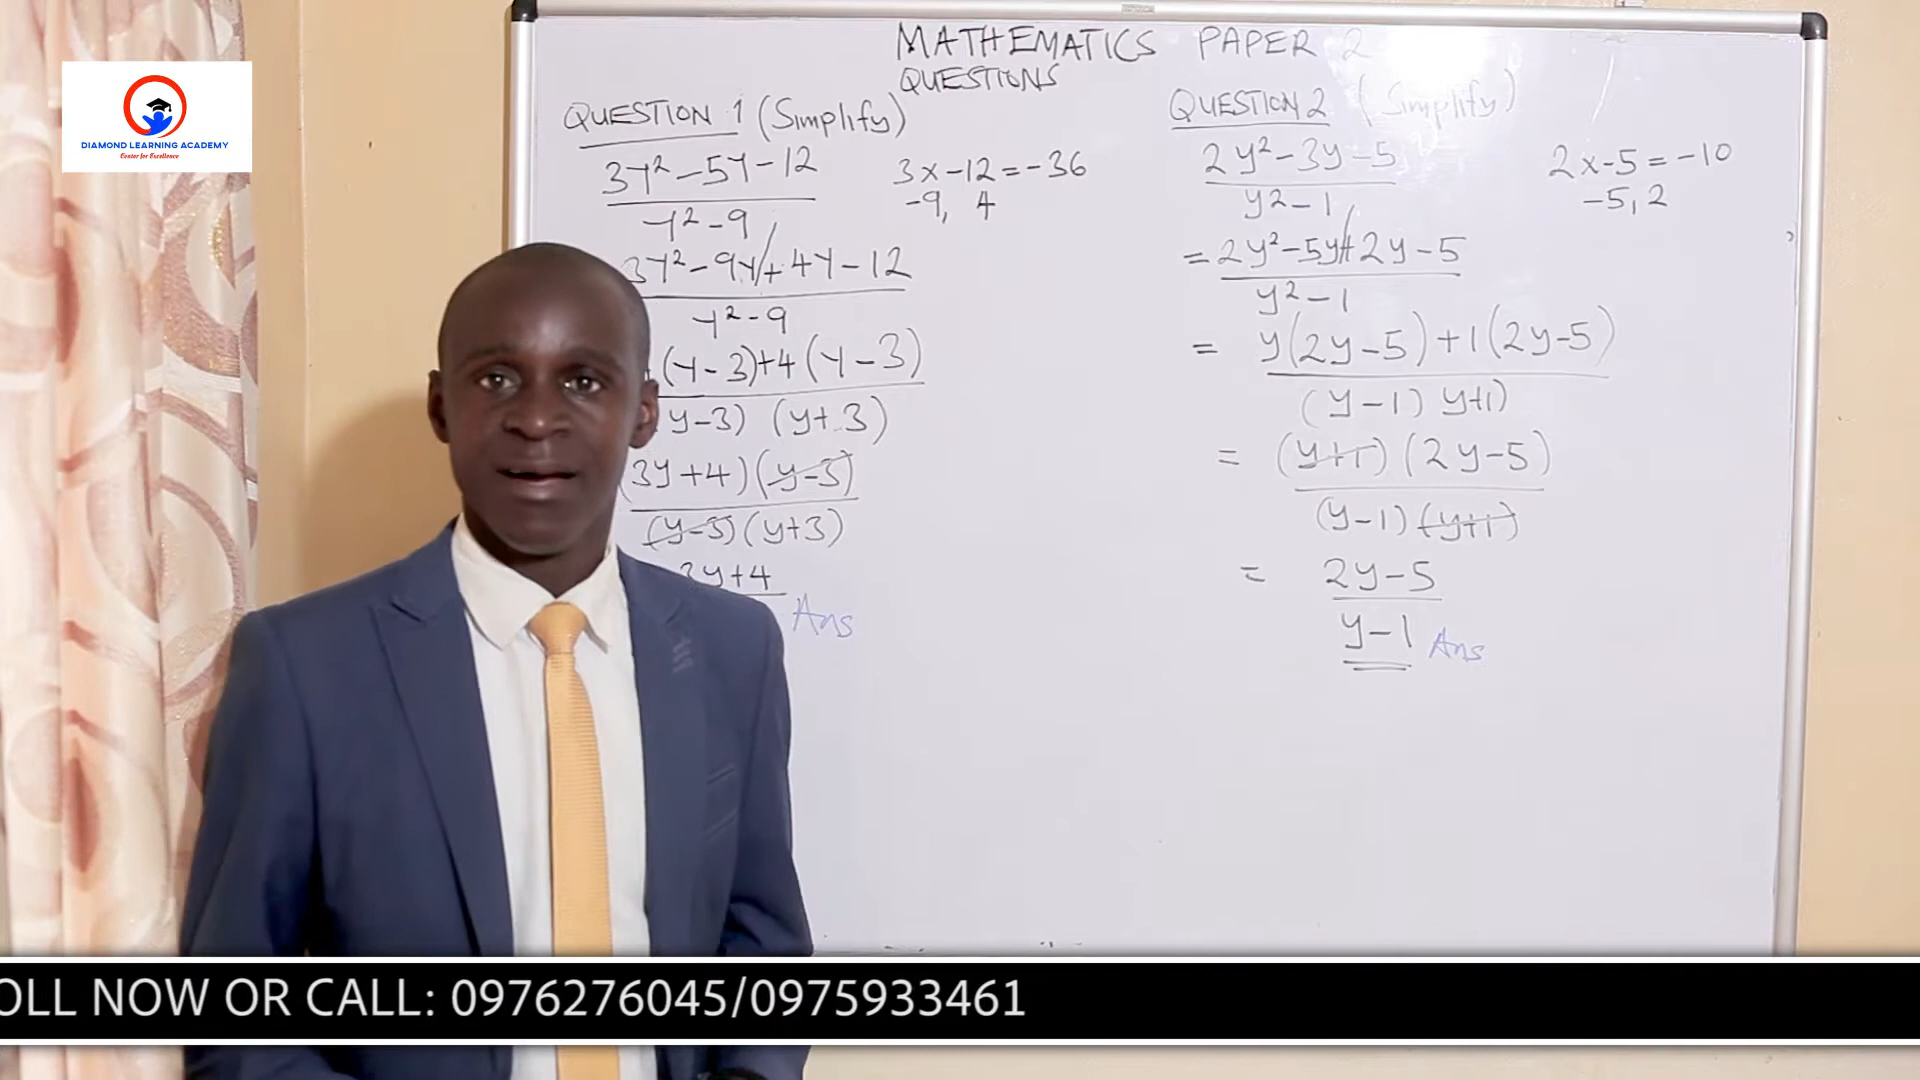 DIAMOND LEARNING ACADEMY
Center for Excellence
MATHEMATICS PAPER 2
QUESTIONS
QUESTION 1 (Simplify)
3y² - 5y - 12
y² - 9
3 x -12 = -36
-9, 4
3y² - 9y + 4y - 12
y² - 9
(y - 3) + 4 (y - 3)
y - 3) (y + 3)
3y + 4) (y - 3)
(y - 3) (y + 3)
3y + 4
Ans
QUESTION 2 (Simplify)
2y² - 3y - 5
y² - 1
2 x -5 = -10
-5, 2
= 2y² - 5y + 2y - 5
y² - 1
= y(2y - 5) + 1(2y - 5)
(y - 1) y + 1)
= (y + 1) (2y - 5)
(y - 1) (y + 1)
= 2y - 5
y - 1 Ans
OLL NOW OR CALL: 0976276045/0975933461